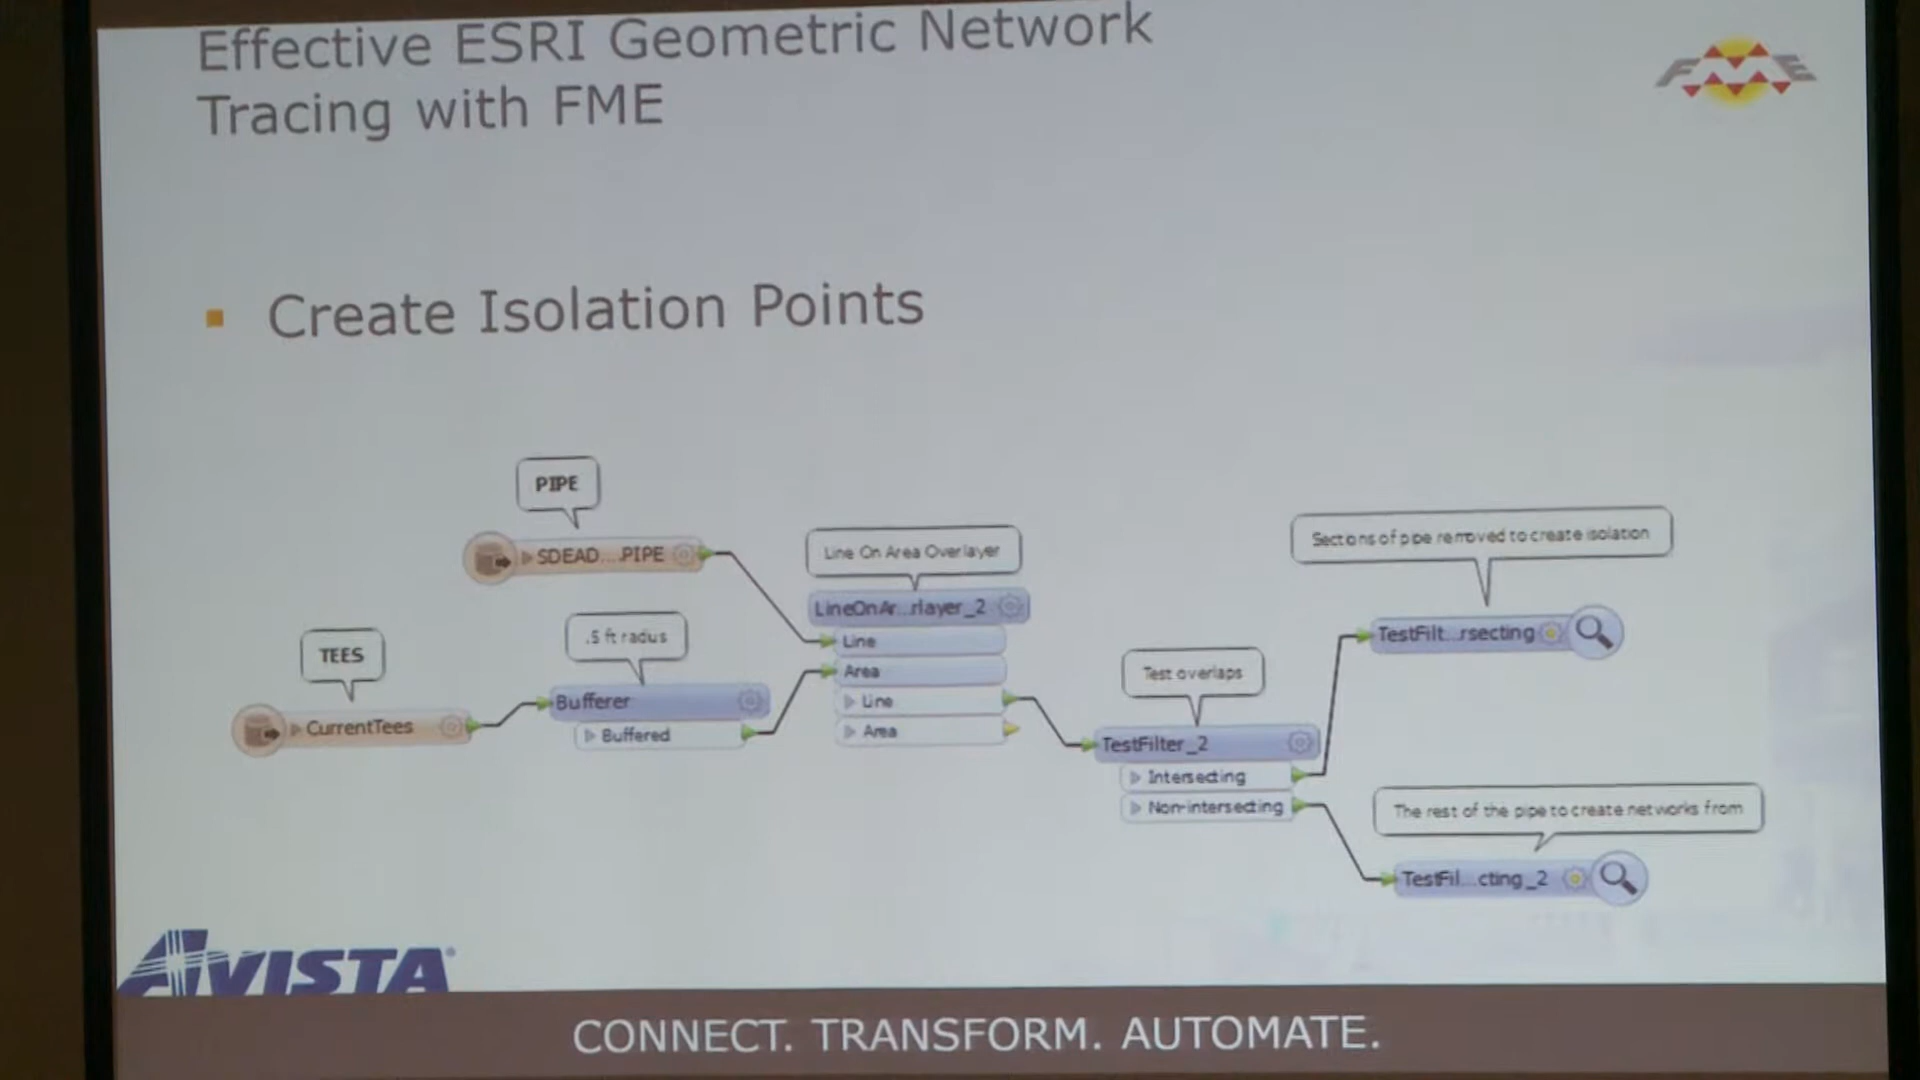 Effective ESRI Geometric Network
Tracing with FME
FME
Create Isolation Points
PIPE
SDEAD...PIPE
Line On Area Overlayer
LineOnAr...rlayer_2
Line
Area
Line
Area
TEES
CurrentTees
.5 ft radus
Bufferer
Buffered
Test overlaps
TestFilter_2
Intersecting
Non-intersecting
Sectons of pipe removed to create isolation
TestFilt...rsecting
The rest of the pipe to create networks from
TestFil...cting_2
AVISTA®
CONNECT. TRANSFORM. AUTOMATE.